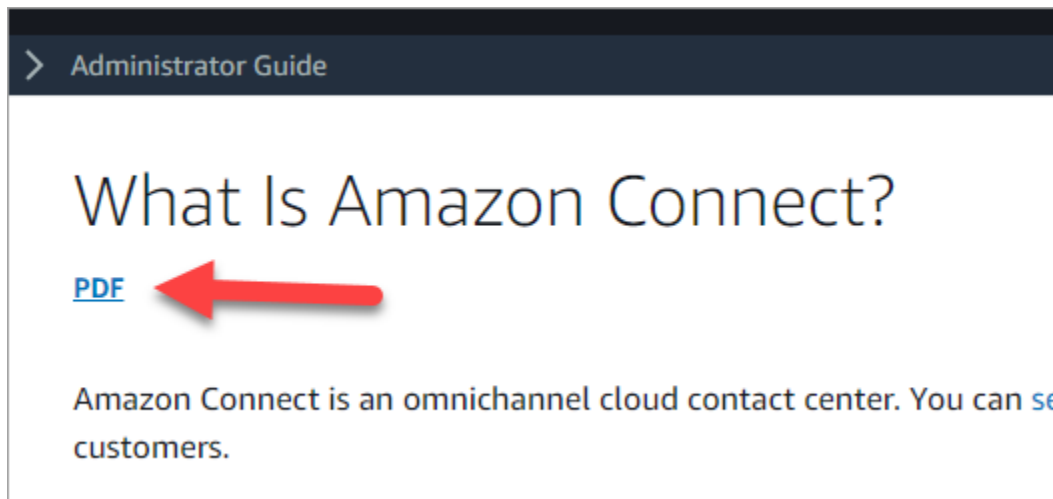 Administrator Guide
What Is Amazon Connect?
PDF
Amazon Connect is an omnichannel cloud contact center. You can
customers.